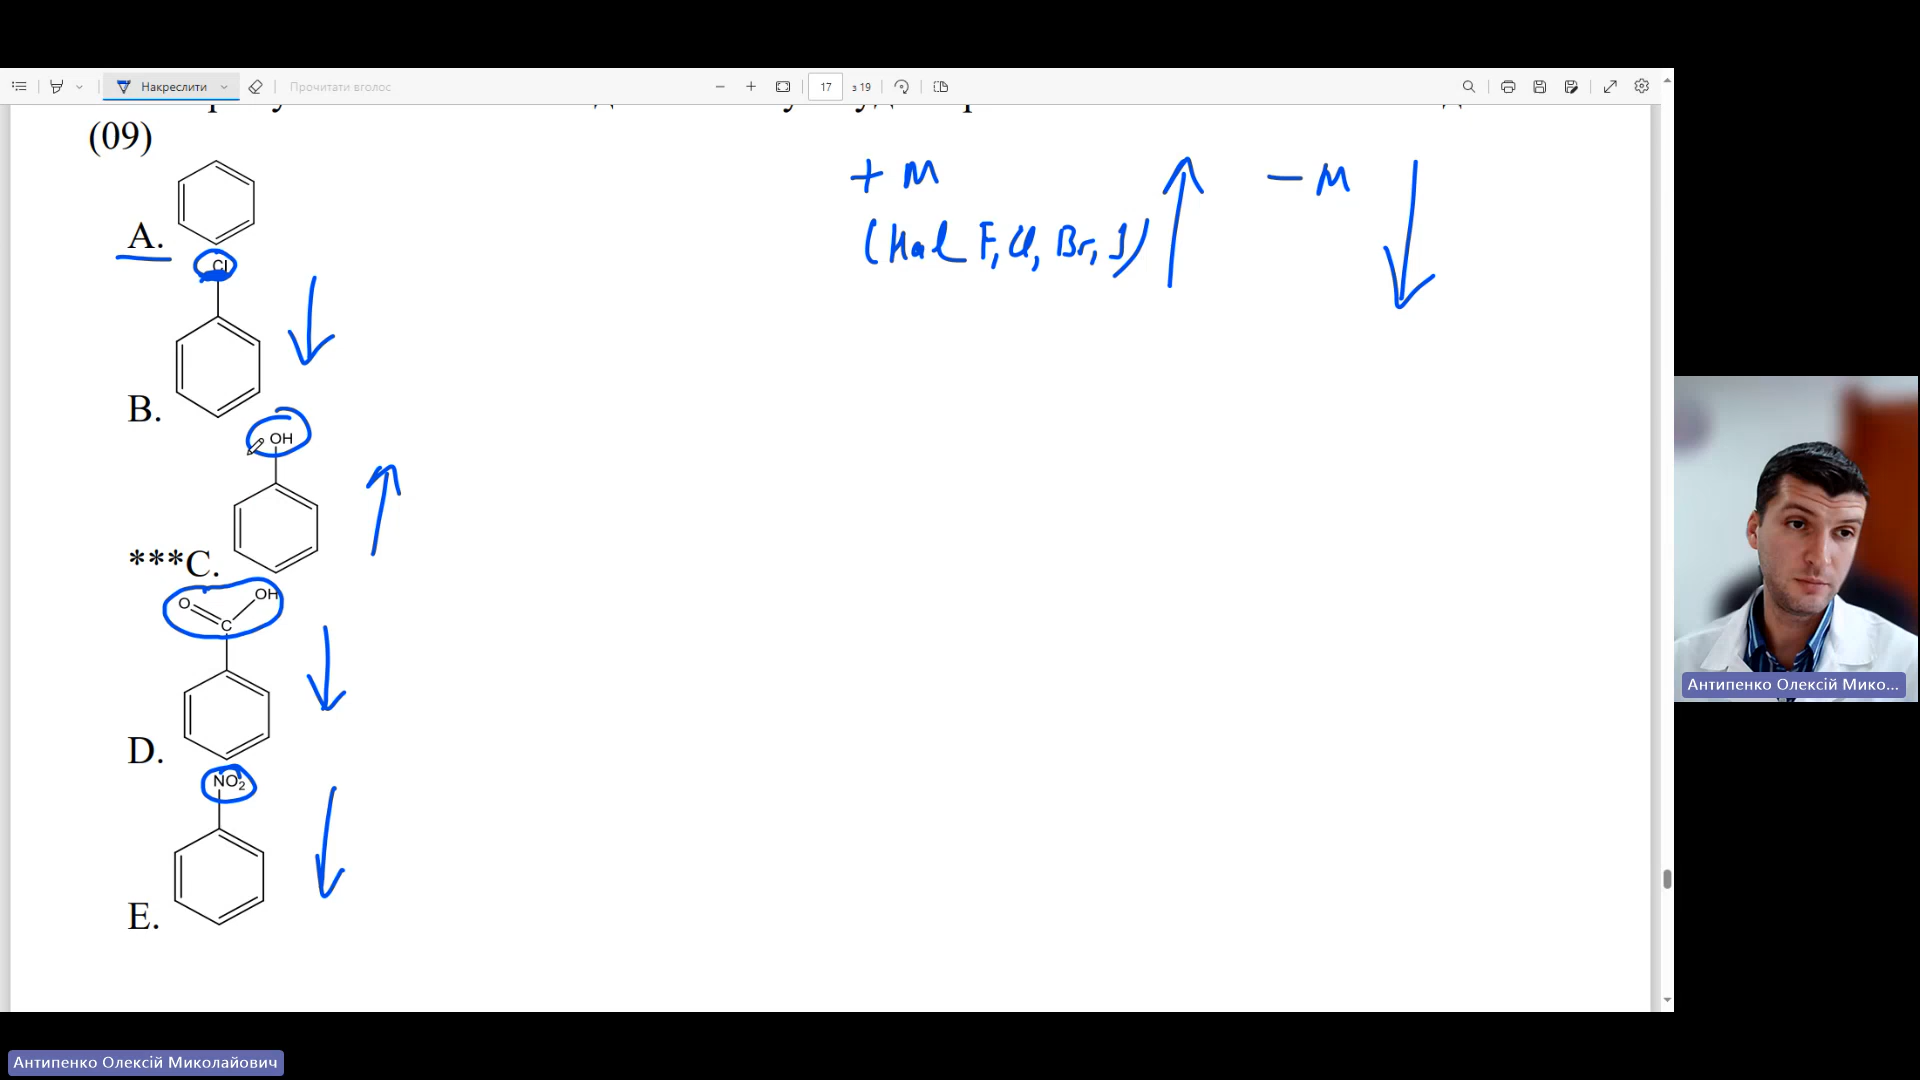 Накреслити
Прочитати вголос
17 з 19
(09)
+ M
- M
(Hal F, Cl, Br, J)
A.
Cl
B.
OH
***C.
O
OH
C
D.
NO2
E.
Антипенко Олексій Мико...
Антипенко Олексій Миколайович